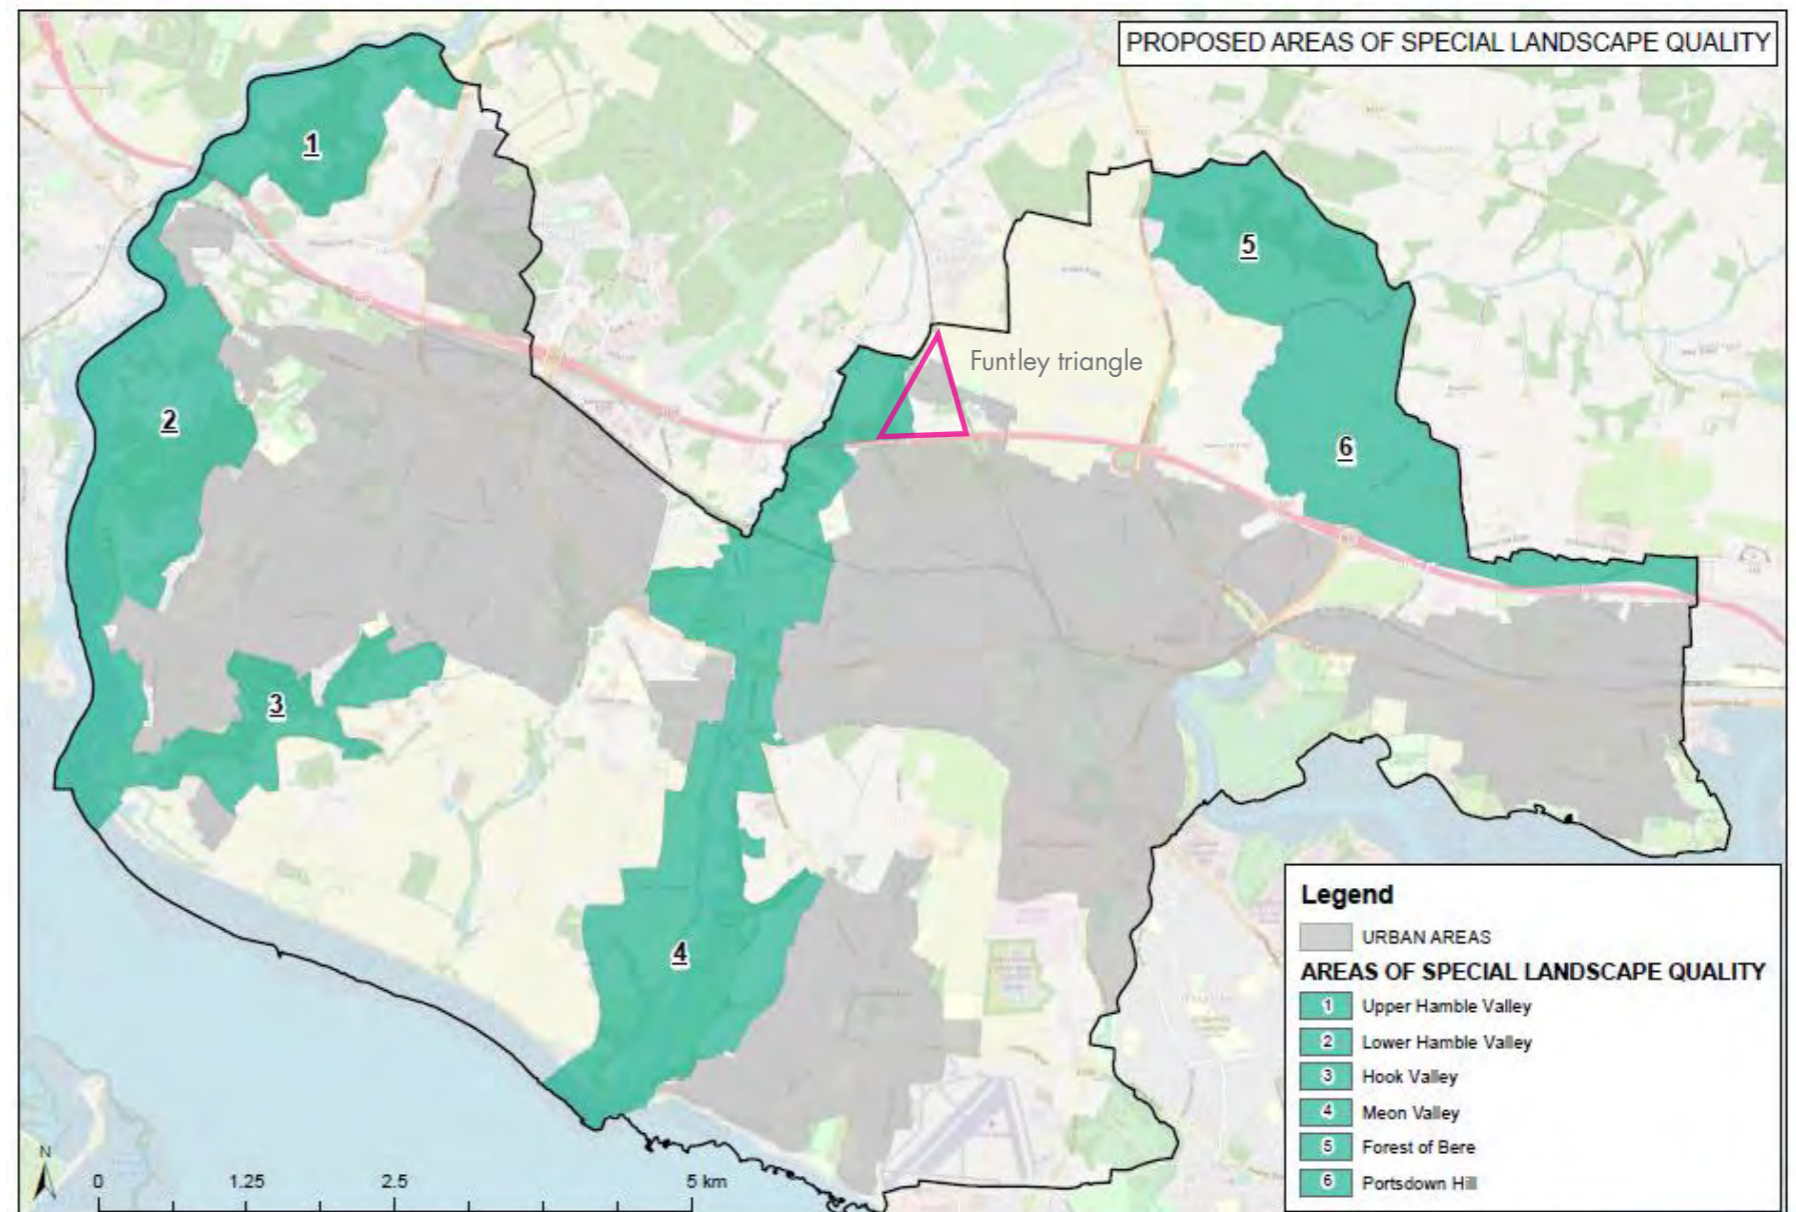 PROPOSED AREAS OF SPECIAL LANDSCAPE QUALITY
1
5
Funtley triangle
2
6
3
4
Legend
URBAN AREAS
AREAS OF SPECIAL LANDSCAPE QUALITY
1 Upper Hamble Valley
2 Lower Hamble Valley
3 Hook Valley
4 Meon Valley
5 Forest of Bere
6 Portsdown Hill
N
0 1.25 2.5 5 km